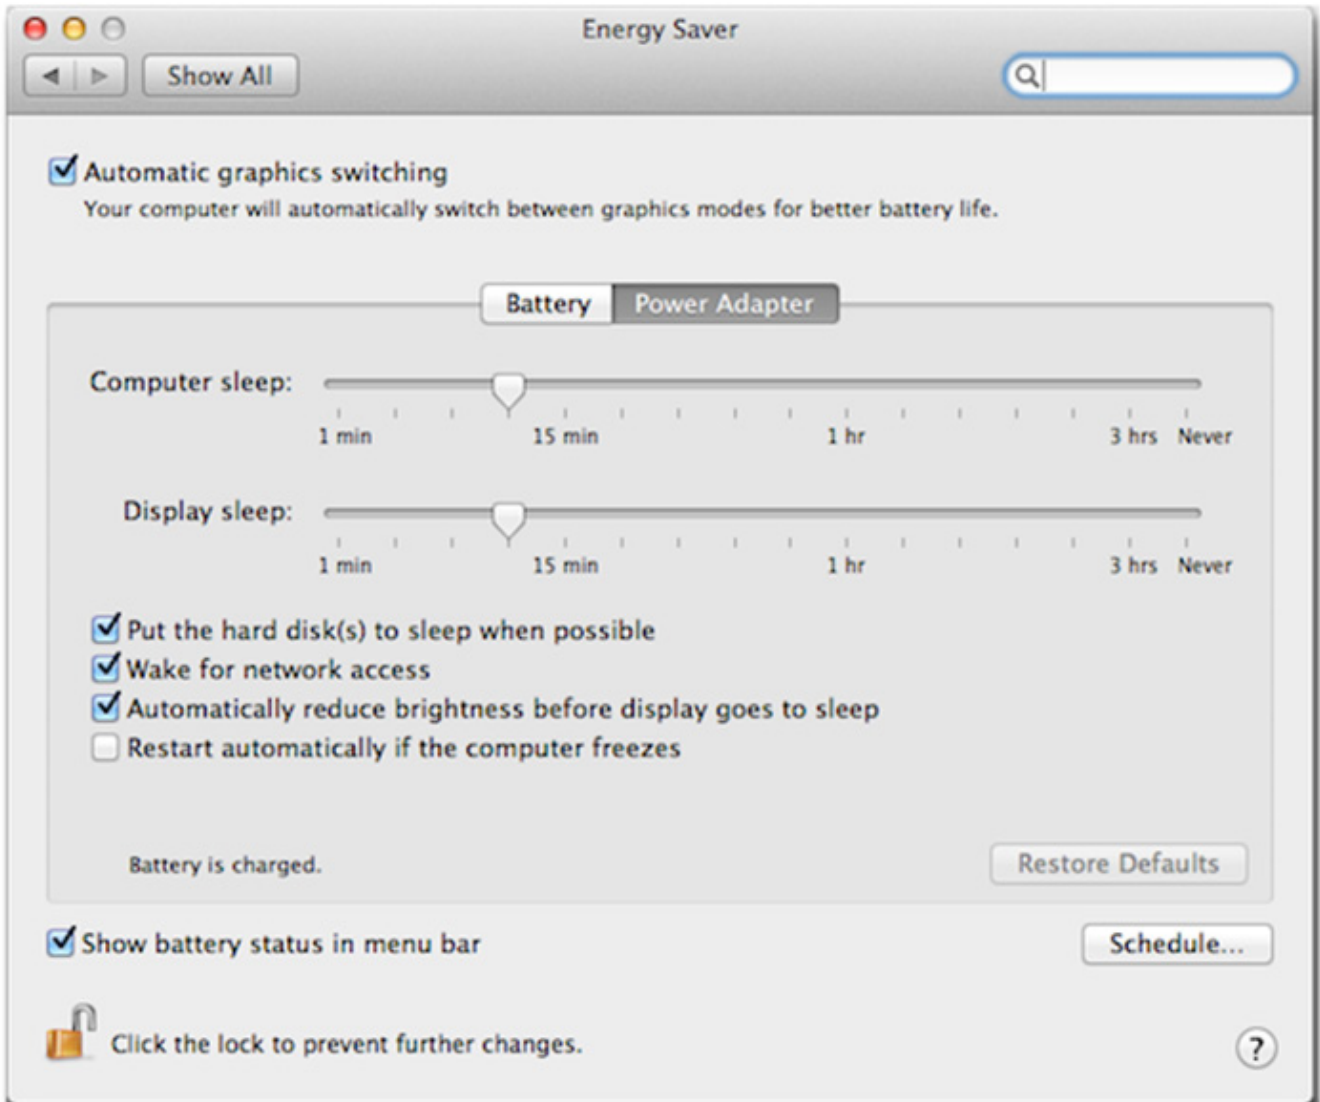 Energy Saver
Show All
Automatic graphics switching
Your computer will automatically switch between graphics modes for better battery life.
Battery Power Adapter
Computer sleep:
1 min 15 min 1 hr 3 hrs Never
Display sleep:
1 min 15 min 1 hr 3 hrs Never
Put the hard disk(s) to sleep when possible
Wake for network access
Automatically reduce brightness before display goes to sleep
Restart automatically if the computer freezes
Battery is charged. Restore Defaults
Show battery status in menu bar Schedule...
Click the lock to prevent further changes. ?